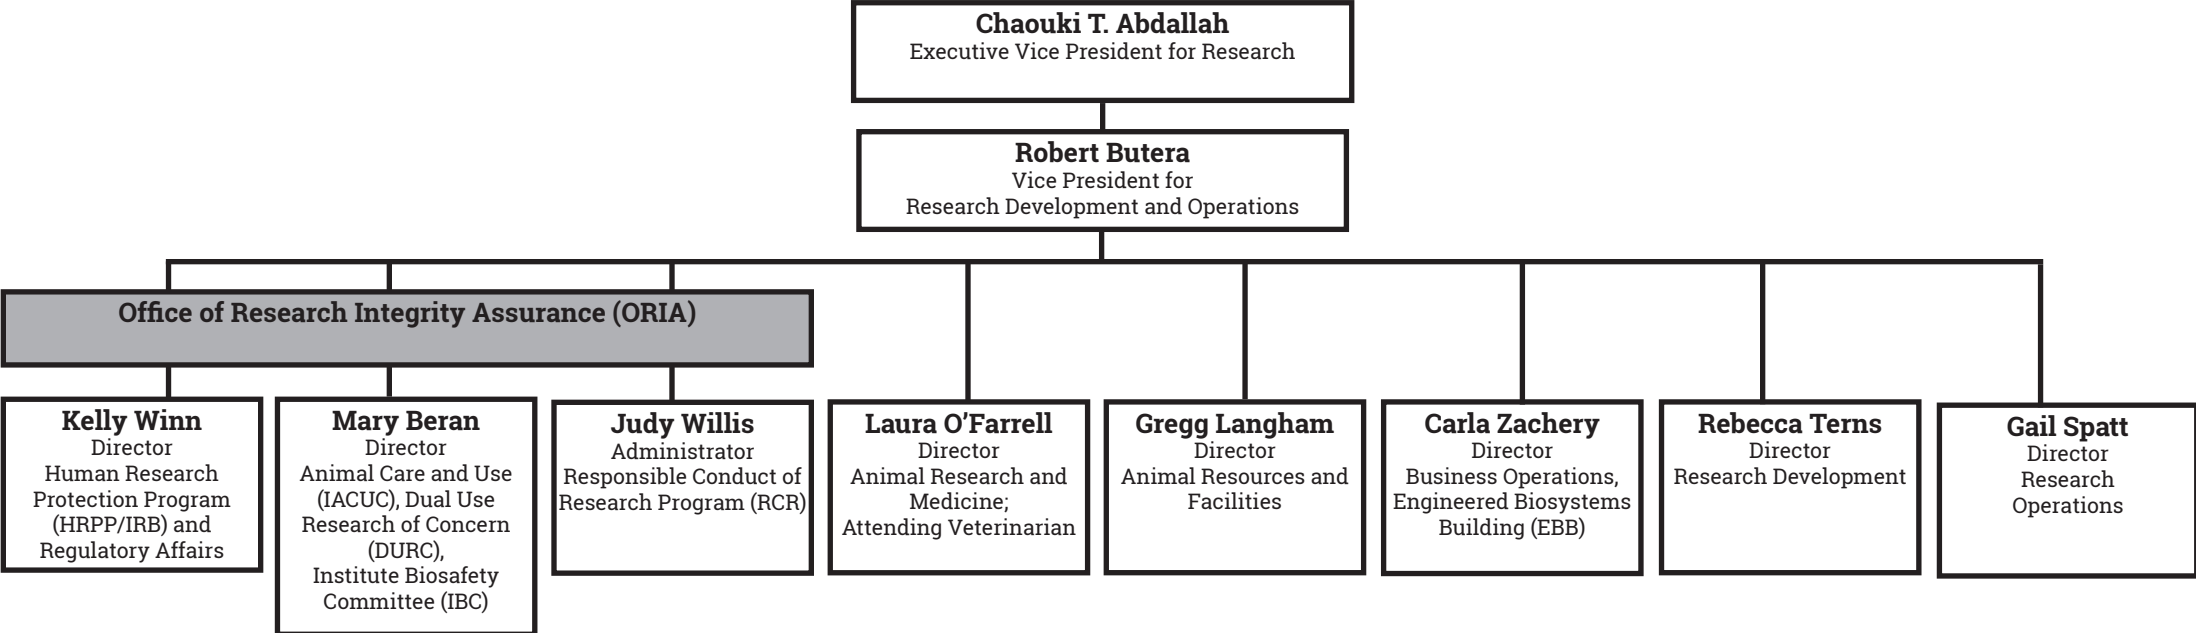 Chaouki T. Abdallah
Executive Vice President for Research
Robert Butera
Vice President for
Research Development and Operations
Office of Research Integrity Assurance (ORIA)
Kelly Winn
Director
Human Research
Protection Program
(HRPP/IRB) and
Regulatory Affairs
Mary Beran
Director
Animal Care and Use
(IACUC), Dual Use
Research of Concern
(DURC),
Institute Biosafety
Committee (IBC)
Judy Willis
Administrator
Responsible Conduct of
Research Program (RCR)
Laura O’Farrell
Director
Animal Research and
Medicine;
Attending Veterinarian
Gregg Langham
Director
Animal Resources and
Facilities
Carla Zachery
Director
Business Operations,
Engineered Biosystems
Building (EBB)
Rebecca Terns
Director
Research Development
Gail Spatt
Director
Research
Operations